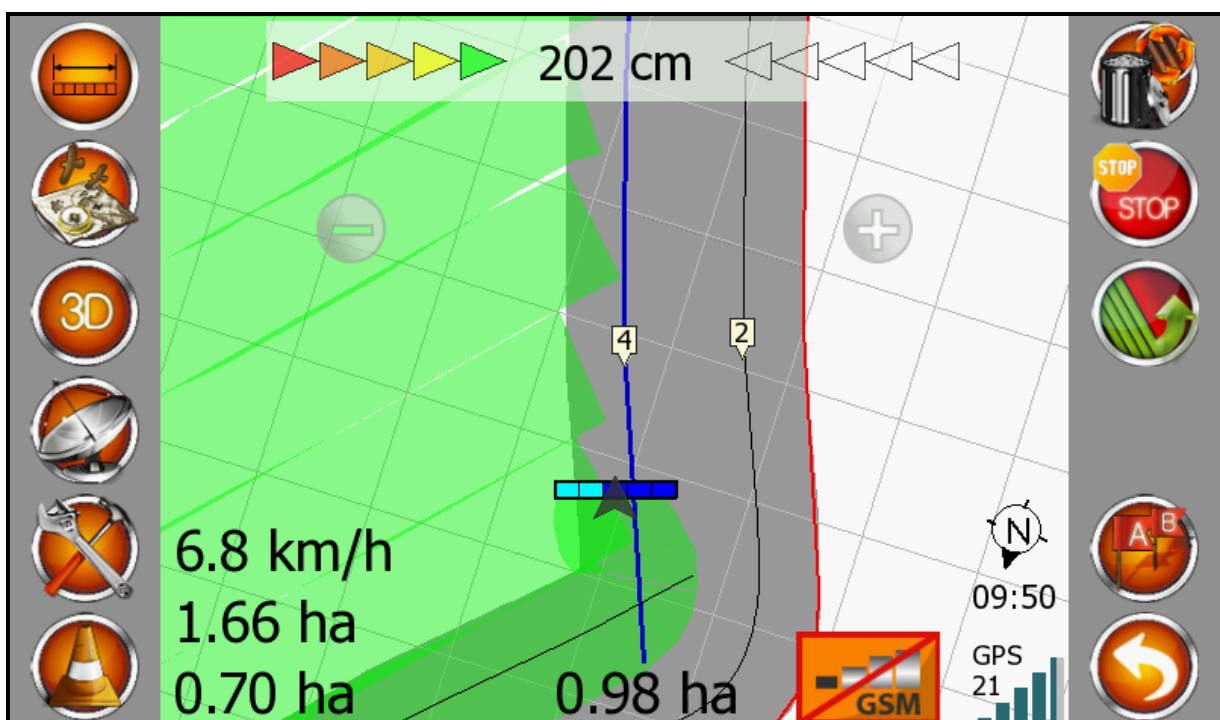 202 cm
STOP
STOP
3D
4
2
6.8 km/h
N
A B
1.66 ha
09:50
0.70 ha
0.98 ha
GSM
GPS
21